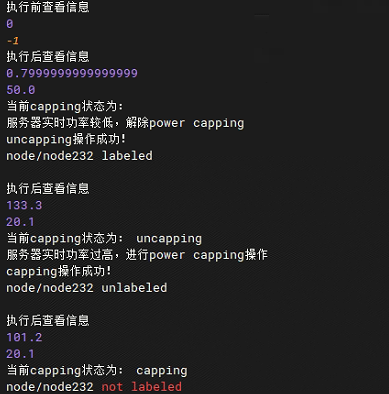 执行前查看信息
0
-1
执行后查看信息
0.7999999999999999
50.0
当前capping状态为：
服务器实时功率较低，解除power capping
uncapping操作成功！
node/node232 labeled
执行后查看信息
133.3
20.1
当前capping状态为： uncapping
服务器实时功率过高，进行power capping操作
capping操作成功！
node/node232 unlabeled
执行后查看信息
101.2
20.1
当前capping状态为： capping
node/node232 not labeled